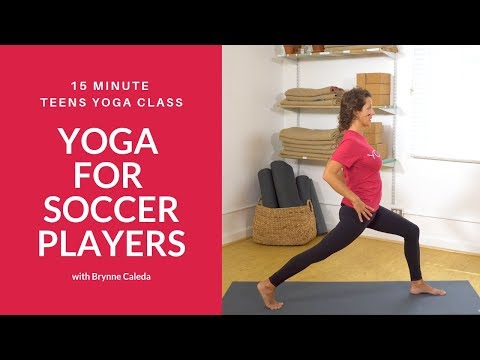 15 MINUTE
TEENS YOGA CLASS
YOGA
FOR
SOCCER
PLAYERS
with Brynne Caleda